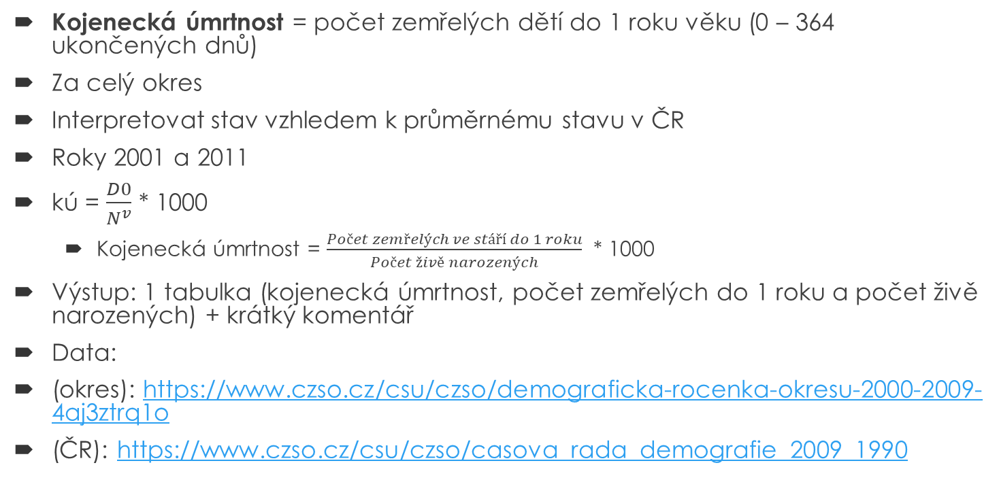 Kojenecká úmrtnost = počet zemřelých dětí do 1 roku věku (0 – 364
ukončených dnů)
Za celý okres
Interpretovat stav vzhledem k průměrnému stavu v ČR
Roky 2001 a 2011
kú = D0 / N^v * 1000
Kojenecká úmrtnost = Počet zemřelých ve stáří do 1 roku / Počet živě narozených * 1000
Výstup: 1 tabulka (kojenecká úmrtnost, počet zemřelých do 1 roku a počet živě
narozených) + krátký komentář
Data:
(okres): https://www.czso.cz/csu/czso/demograficka-rocenka-okresu-2000-2009-
4aj3ztrq1o
(ČR): https://www.czso.cz/csu/czso/casova_rada_demografie_2009_1990